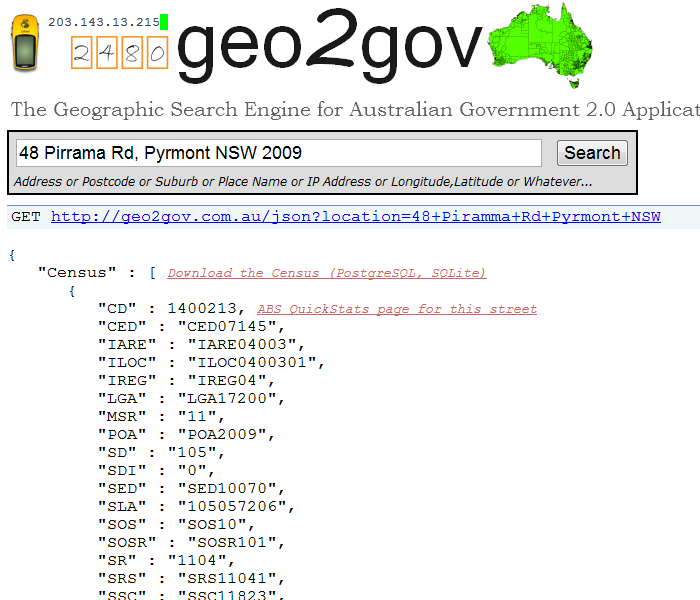 203.143.13.215
2480
geo2gov
The Geographic Search Engine for Australian Government 2.0 Applicat
48 Pirrama Rd, Pyrmont NSW 2009
Search
Address or Postcode or Suburb or Place Name or IP Address or Longitude,Latitude or Whatever...
GET http://geo2gov.com.au/json?location=48+Piramma+Rd+Pyrmont+NSW
{
"Census" : [ Download the Census (PostgreSQL, SQLite)
{
"CD" : 1400213, ABS QuickStats page for this street
"CED" : "CED07145",
"IARE" : "IARE04003",
"ILOC" : "ILOC0400301",
"IREG" : "IREG04",
"LGA" : "LGA17200",
"MSR" : "11",
"POA" : "POA2009",
"SD" : "105",
"SDI" : "0",
"SED" : "SED10070",
"SLA" : "105057206",
"SOS" : "SOS10",
"SOSR" : "SOSR101",
"SR" : "1104",
"SRS" : "SRS11041",
"SSC" : "SSC11823",